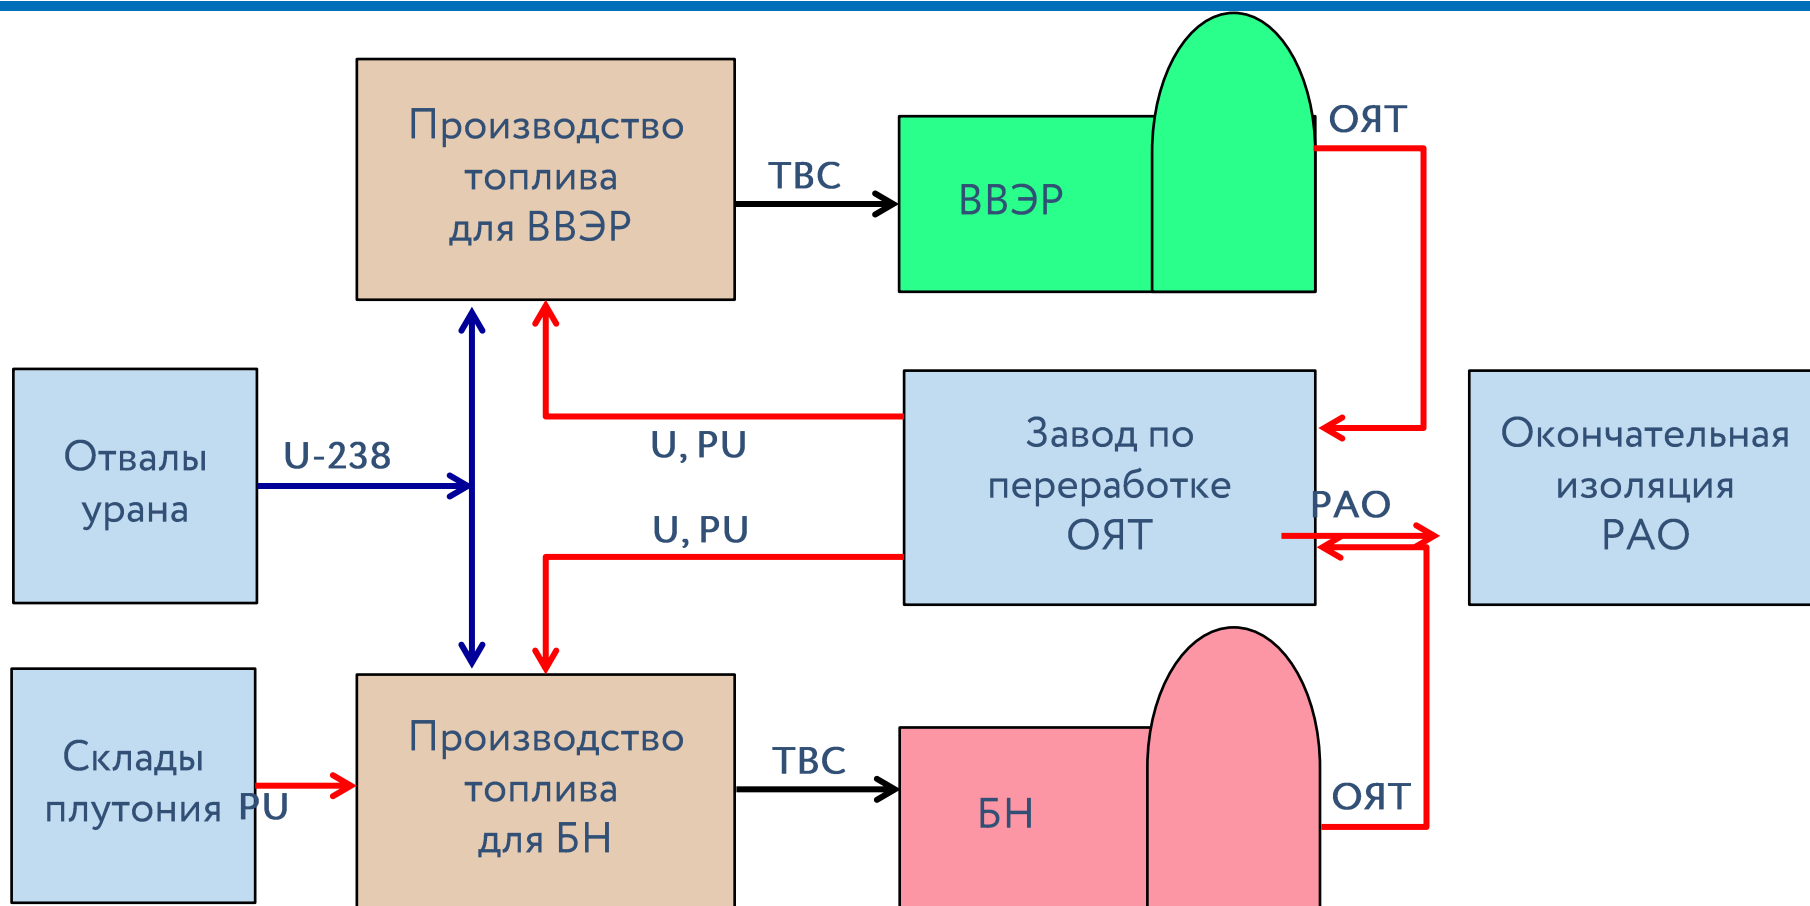 Производство
топлива
для ВВЭР
ТВС
ВВЭР
ОЯТ
Отвалы
урана
U-238
U, PU
U, PU
Завод по
переработке
ОЯТ
РАО
Окончательная
изоляция
РАО
Склады
плутония
PU
Производство
топлива
для БН
ТВС
БН
ОЯТ